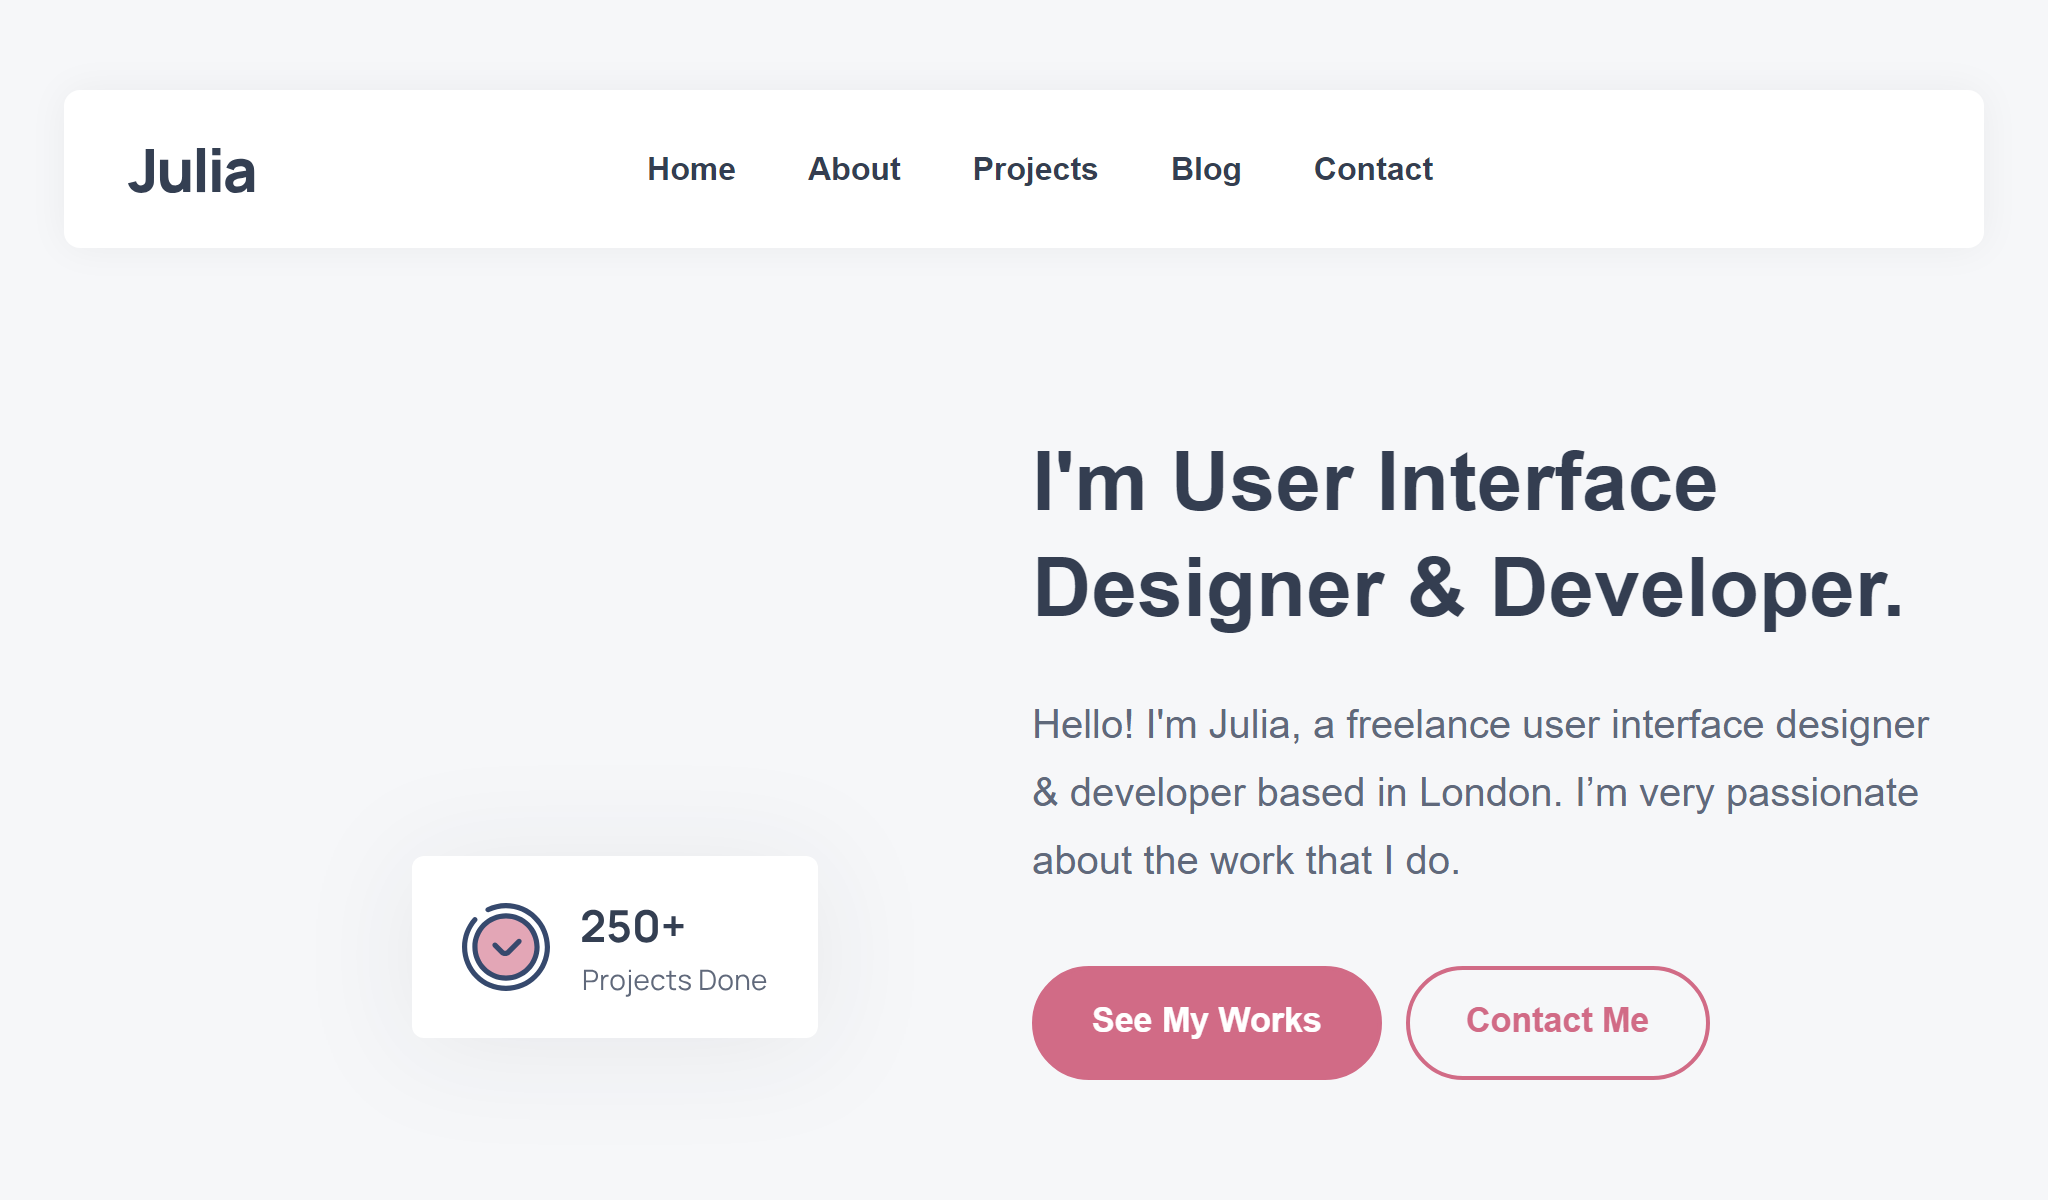 Julia
Home About Projects Blog Contact
I'm User Interface
Designer & Developer.
Hello! I'm Julia, a freelance user interface designer
& developer based in London. I’m very passionate
about the work that I do.
250+
Projects Done
See My Works
Contact Me